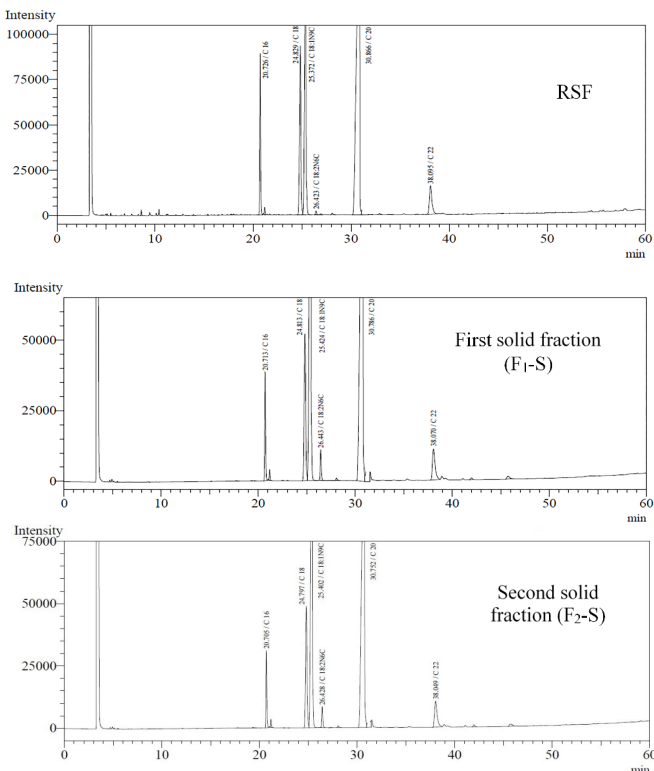 Intensity
100000
75000
50000
25000
0
20.726 / C 16
24.829 / C 18
25.372 / C 18:1N9C
26.423 / C 18:2N6C
30.866 / C 20
38.095 / C 22
RSF
0 10 20 30 40 50 60
min
Intensity
50000
25000
0
20.713 / C 16
24.813 / C 18
25.424 / C 18:1N9C
26.443 / C 18:2N6C
30.786 / C 20
38.070 / C 22
First solid fraction
(F1-S)
0 10 20 30 40 50 60
min
Intensity
75000
50000
25000
0
20.705 / C 16
24.797 / C 18
25.402 / C 18:1N9C
26.428 / C 18:2N6C
30.752 / C 20
38.049 / C 22
Second solid
fraction (F2-S)
0 10 20 30 40 50 60
min